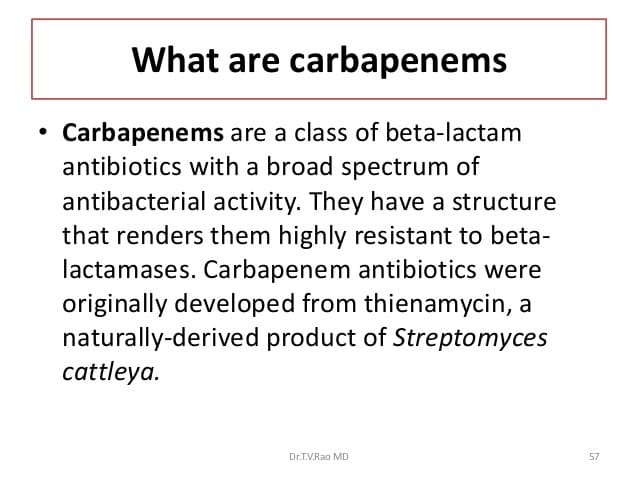 What are carbapenems
• Carbapenems are a class of beta-lactam
antibiotics with a broad spectrum of
antibacterial activity. They have a structure
that renders them highly resistant to beta-
lactamases. Carbapenem antibiotics were
originally developed from thienamycin, a
naturally-derived product of Streptomyces
cattleya.
Dr.T.V.Rao MD 57